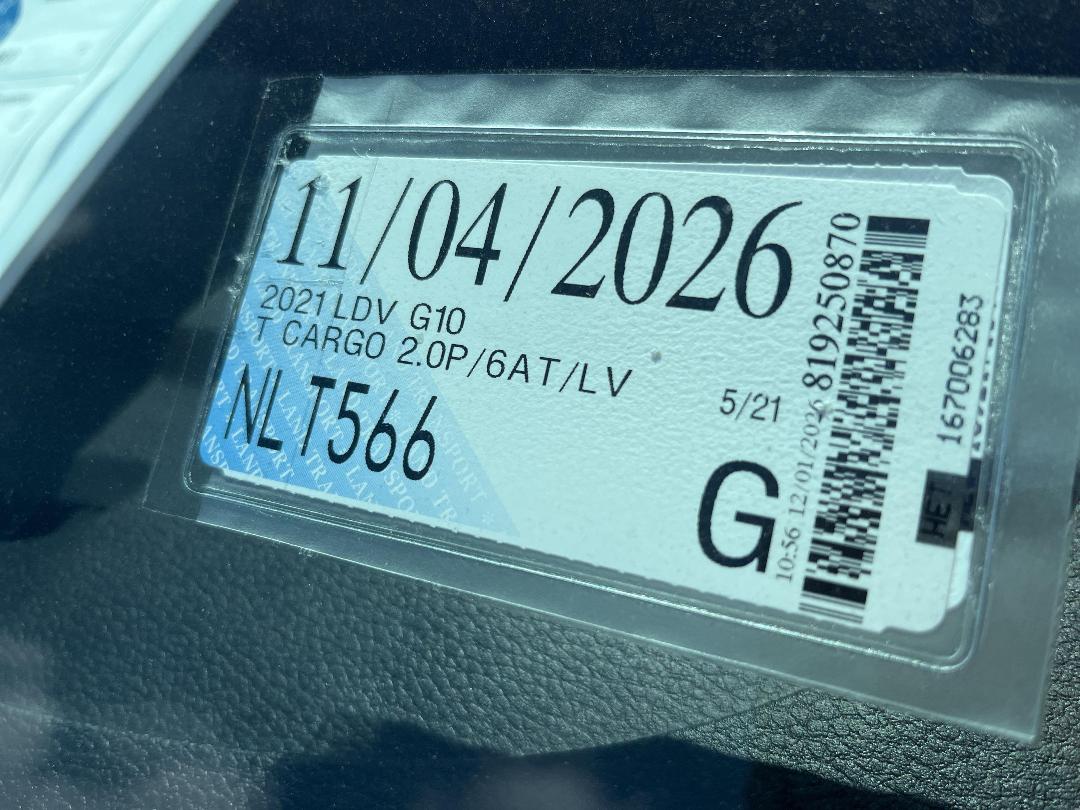 11/04/2026
2021 LDV G10
T CARGO 2.0P/6AT/LV
NLT566
5/21
G
10:56 12/01/2026 819250870
167006283